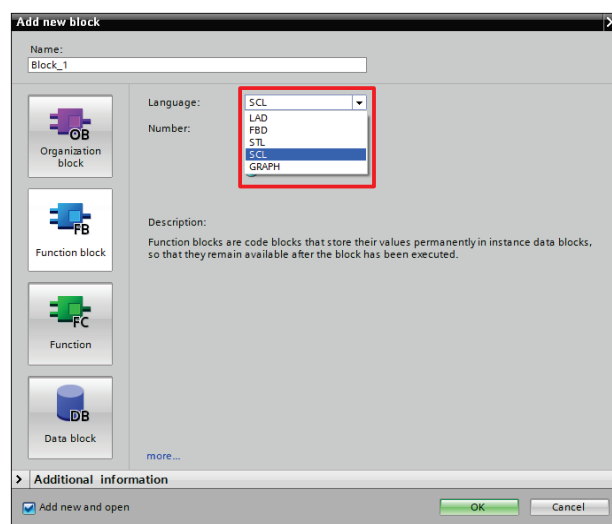 Add new block
Name:
Block_1
Language:
SCL
LAD
FBD
STL
SCL
GRAPH
Number:
OB
Organization
block
FB
Function block
FC
Function
DB
Data block
Description:
Function blocks are code blocks that store their values permanently in instance data blocks,
so that they remain available after the block has been executed.
more...
Additional information
Add new and open
OK
Cancel